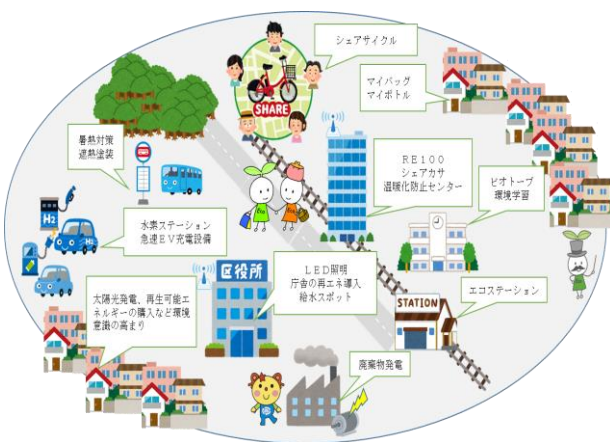 シェアサイクル
SHARE
マイバッグ
マイボトル
暑熱対策
遮熱塗装
RE100
シェアカサ
温暖化防止センター
ビオトープ
環境学習
H2
水素ステーション
急速EV充電設備
区役所
LED照明
庁舎の再エネ導入
給水スポット
STATION
エコステーション
太陽光発電、再生可能
エネルギーの購入など環境
意識の高まり
廃棄物発電